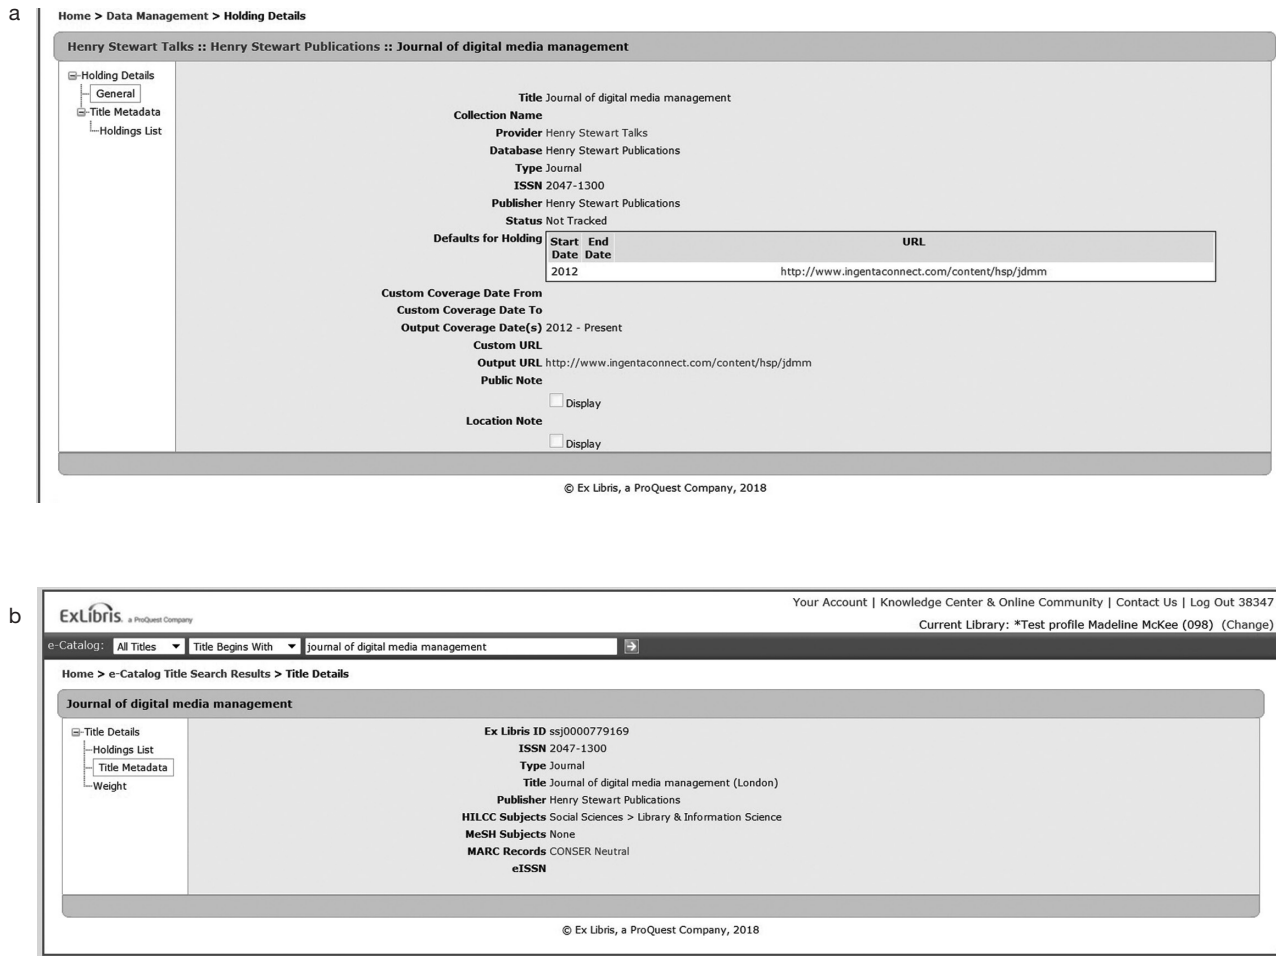 a
Home > Data Management > Holding Details
Henry Stewart Talks :: Henry Stewart Publications :: Journal of digital media management
Holding Details
General
Title Metadata
Holdings List
Title Journal of digital media management
Collection Name
Provider Henry Stewart Talks
Database Henry Stewart Publications
Type Journal
ISSN 2047-1300
Publisher Henry Stewart Publications
Status Not Tracked
Defaults for Holding
Start Date End Date URL
2012 http://www.ingentaconnect.com/content/hsp/jdmm
Custom Coverage Date From
Custom Coverage Date To
Output Coverage Date(s) 2012 - Present
Custom URL
Output URL http://www.ingentaconnect.com/content/hsp/jdmm
Public Note
Display
Location Note
Display
© Ex Libris, a ProQuest Company, 2018
b
ExLibris. a ProQuest Company
Your Account | Knowledge Center & Online Community | Contact Us | Log Out 38347
Current Library: *Test profile Madeline McKee (098) (Change)
e-Catalog: All Titles Title Begins With journal of digital media management
Home > e-Catalog Title Search Results > Title Details
Journal of digital media management
Title Details
Holdings List
Title Metadata
Weight
Ex Libris ID ssj0000779169
ISSN 2047-1300
Type Journal
Title Journal of digital media management (London)
Publisher Henry Stewart Publications
HILCC Subjects Social Sciences > Library & Information Science
MeSH Subjects None
MARC Records CONSER Neutral
eISSN
© Ex Libris, a ProQuest Company, 2018